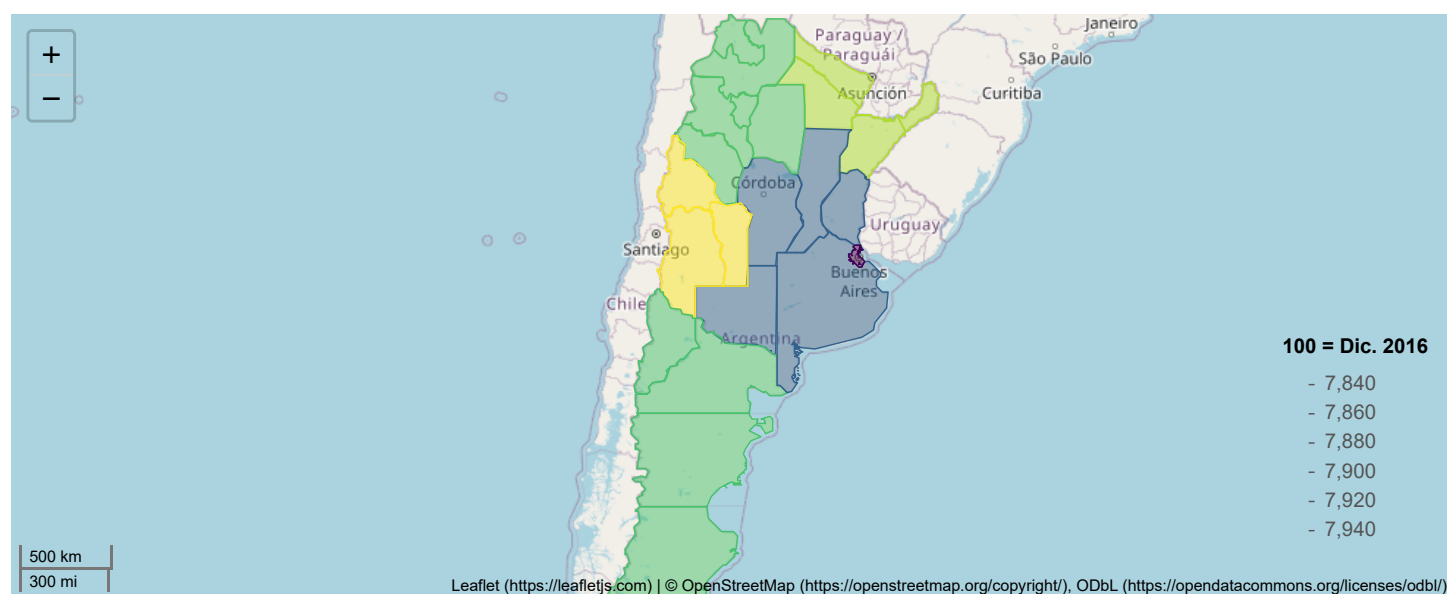 Janeiro
+
Paraguay /
Paraguái
São Paulo
−
Asunción
Curitiba
Córdoba
Uruguay
Santiago
Buenos
Aires
Chile
Argentina
100 = Dic. 2016
- 7,840
- 7,860
- 7,880
- 7,900
- 7,920
- 7,940
500 km
300 mi
Leaflet (https://leafletjs.com) | © OpenStreetMap (https://openstreetmap.org/copyright/), ODbL (https://opendatacommons.org/licenses/odbl/)